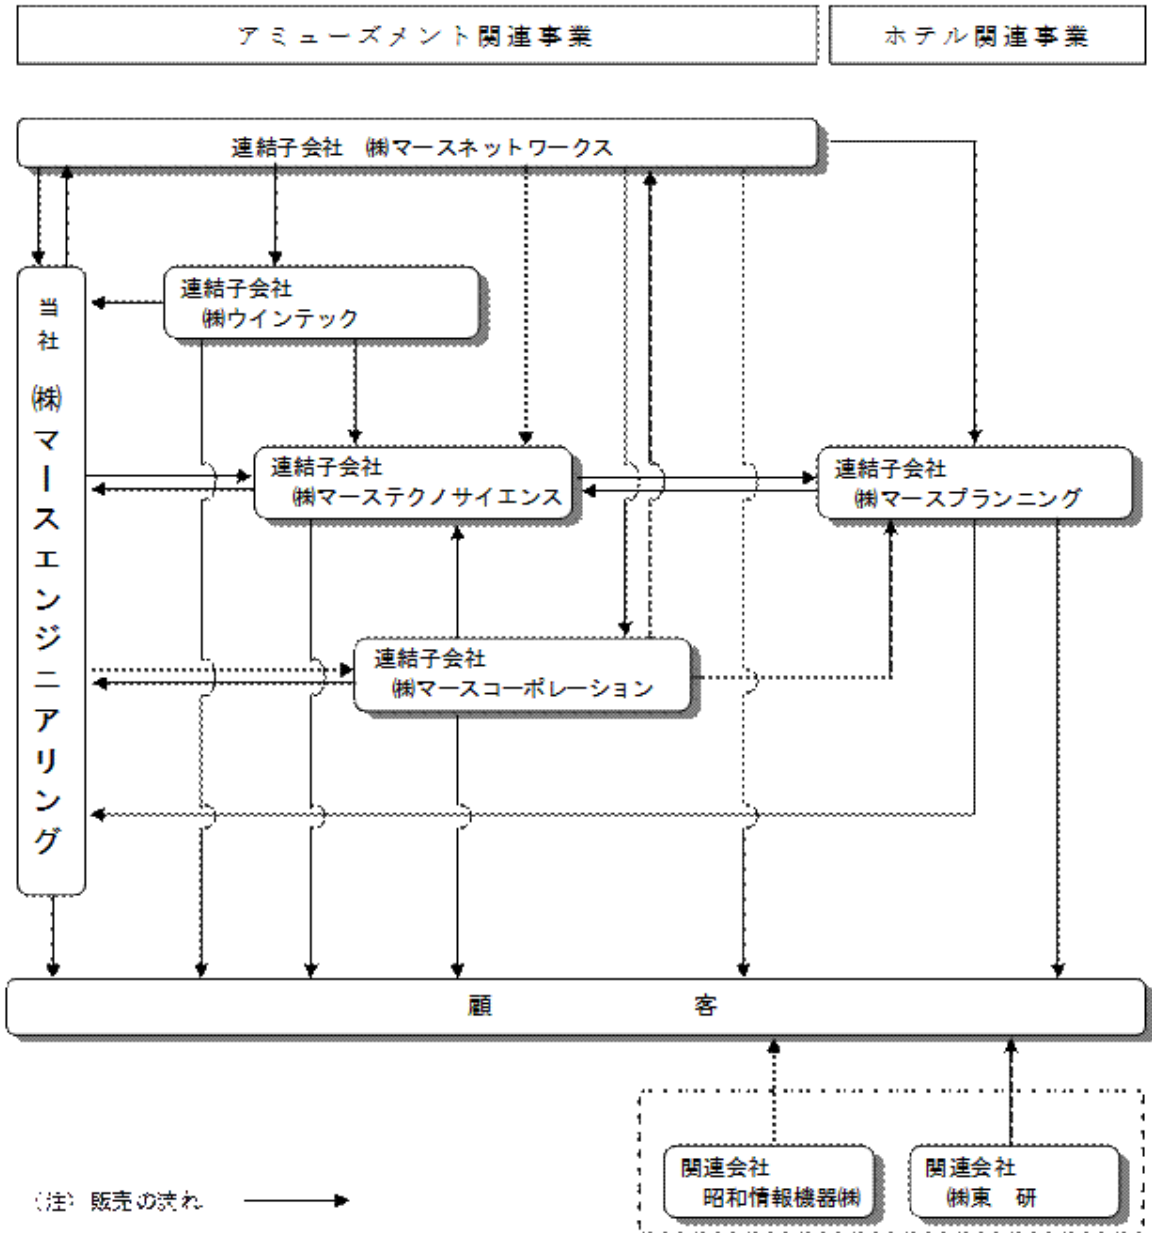 アミューズメント関連事業
ホテル関連事業
連結子会社　㈱マースネットワークス
連結子会社
㈱ウインテック
当社　㈱マースエンジニアリング
連結子会社
㈱マーステクノサイエンス
連結子会社
㈱マースプランニング
連結子会社
㈱マースコーポレーション
顧　客
関連会社
昭和情報機器㈱
関連会社
㈱東　研
（注）販売の流れ